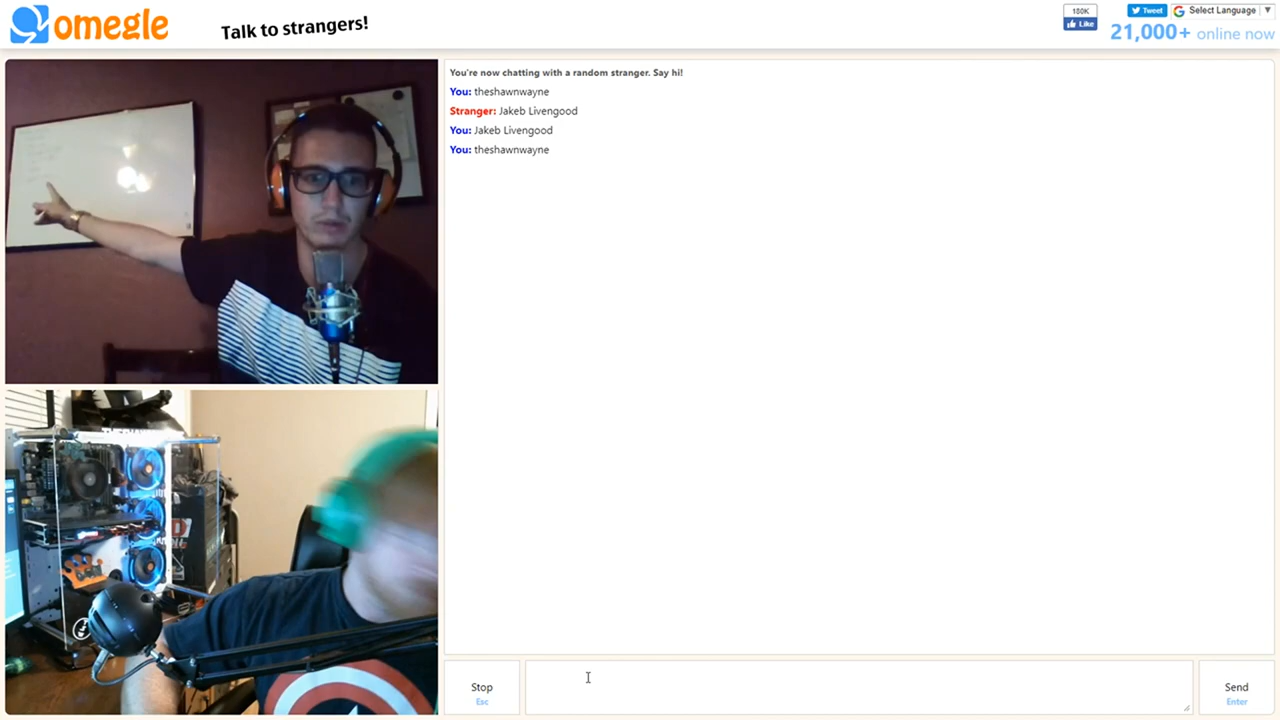 omegle
Talk to strangers!
180K
Like
Tweet
Select Language
21,000+ online now
You're now chatting with a random stranger. Say hi!
You: theshawnwayne
Stranger: Jakeb Livengood
You: Jakeb Livengood
You: theshawnwayne
Stop
Esc
Send
Enter